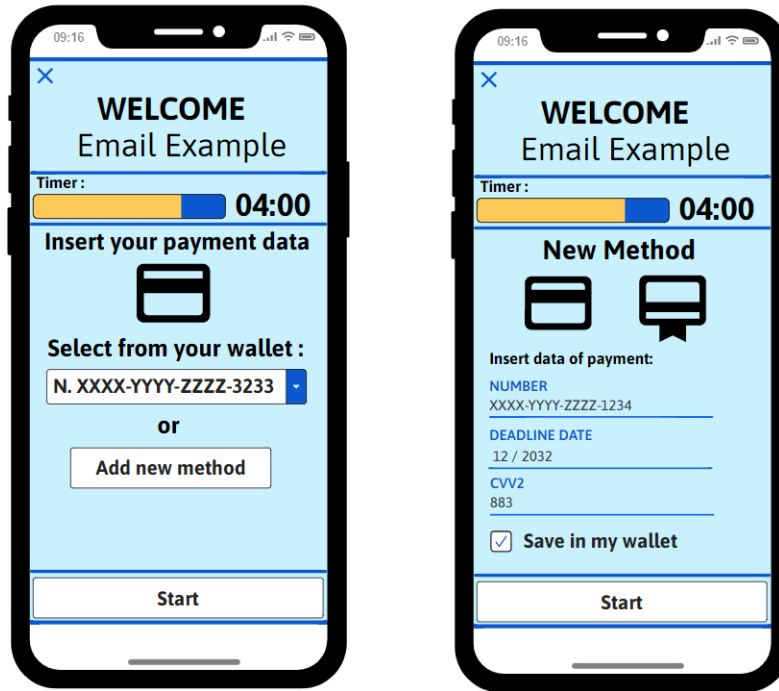 09:16
WELCOME
Email Example
Timer :
04:00
Insert your payment data
Select from your wallet :
N. XXXX-YYYY-ZZZZ-3233
or
Add new method
Start
09:16
WELCOME
Email Example
Timer :
04:00
New Method
Insert data of payment:
NUMBER
XXXX-YYYY-ZZZZ-1234
DEADLINE DATE
12 / 2032
CVV2
883
Save in my wallet
Start